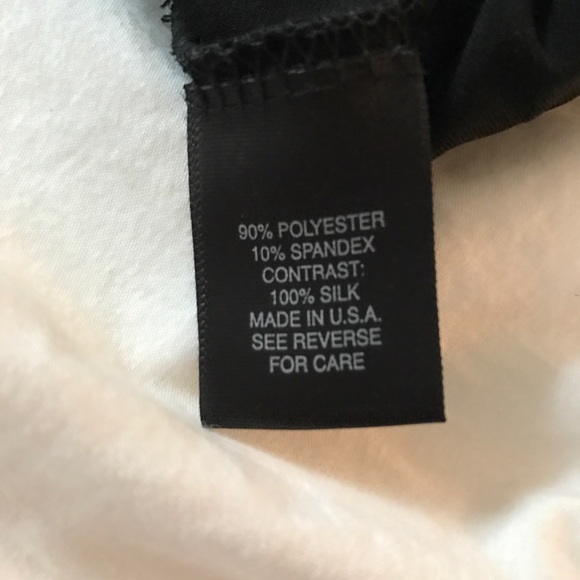 90% POLYESTER
10% SPANDEX
CONTRAST:
100% SILK
MADE IN U.S.A.
SEE REVERSE
FOR CARE